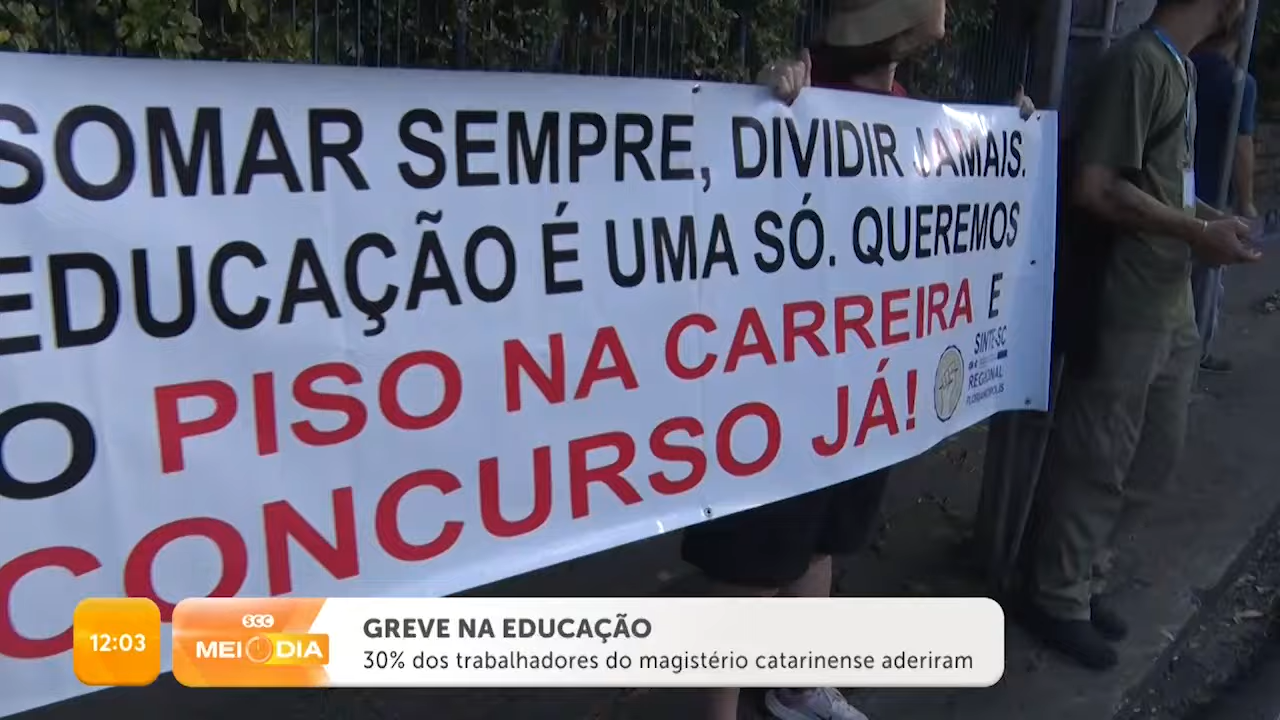 SOMAR SEMPRE, DIVIDIR JAMAIS.
EDUCAÇÃO É UMA SÓ. QUEREMOS
O PISO NA CARREIRA E
CONCURSO JÁ!
SINTE-SC
REGIONAL
FLORIANÓPOLIS
12:03
SCC
MEIO DIA
GREVE NA EDUCAÇÃO
30% dos trabalhadores do magistério catarinense aderiram